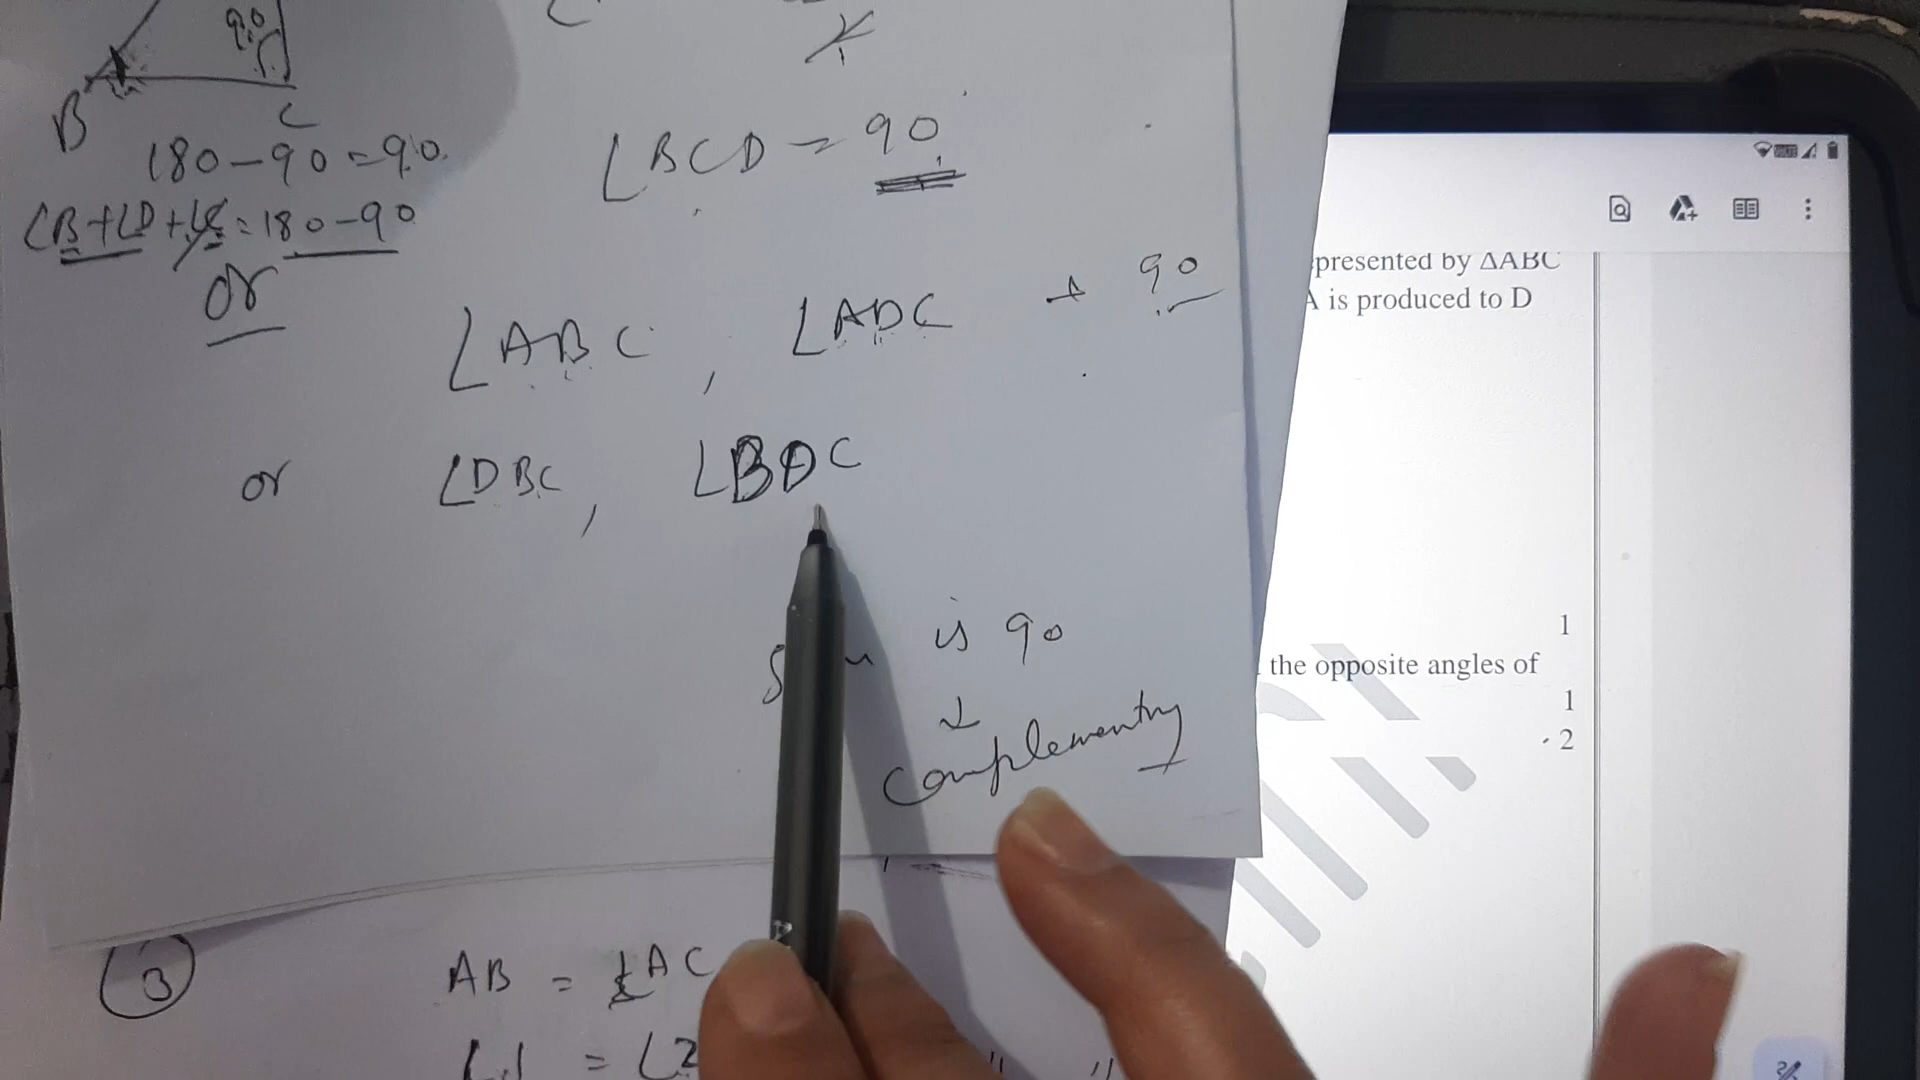 90
B
C
180-90=90.
∠B+∠D+∠C=180-90
or
∠BCD = 90
∠ABC , ∠ADC → 90
or ∠DBC , ∠BDC
is 90
↓
complementry
3
AB = AC
∠1 = ∠2 " "
presented by ΔABC
A is produced to D
1
the opposite angles of
1
2